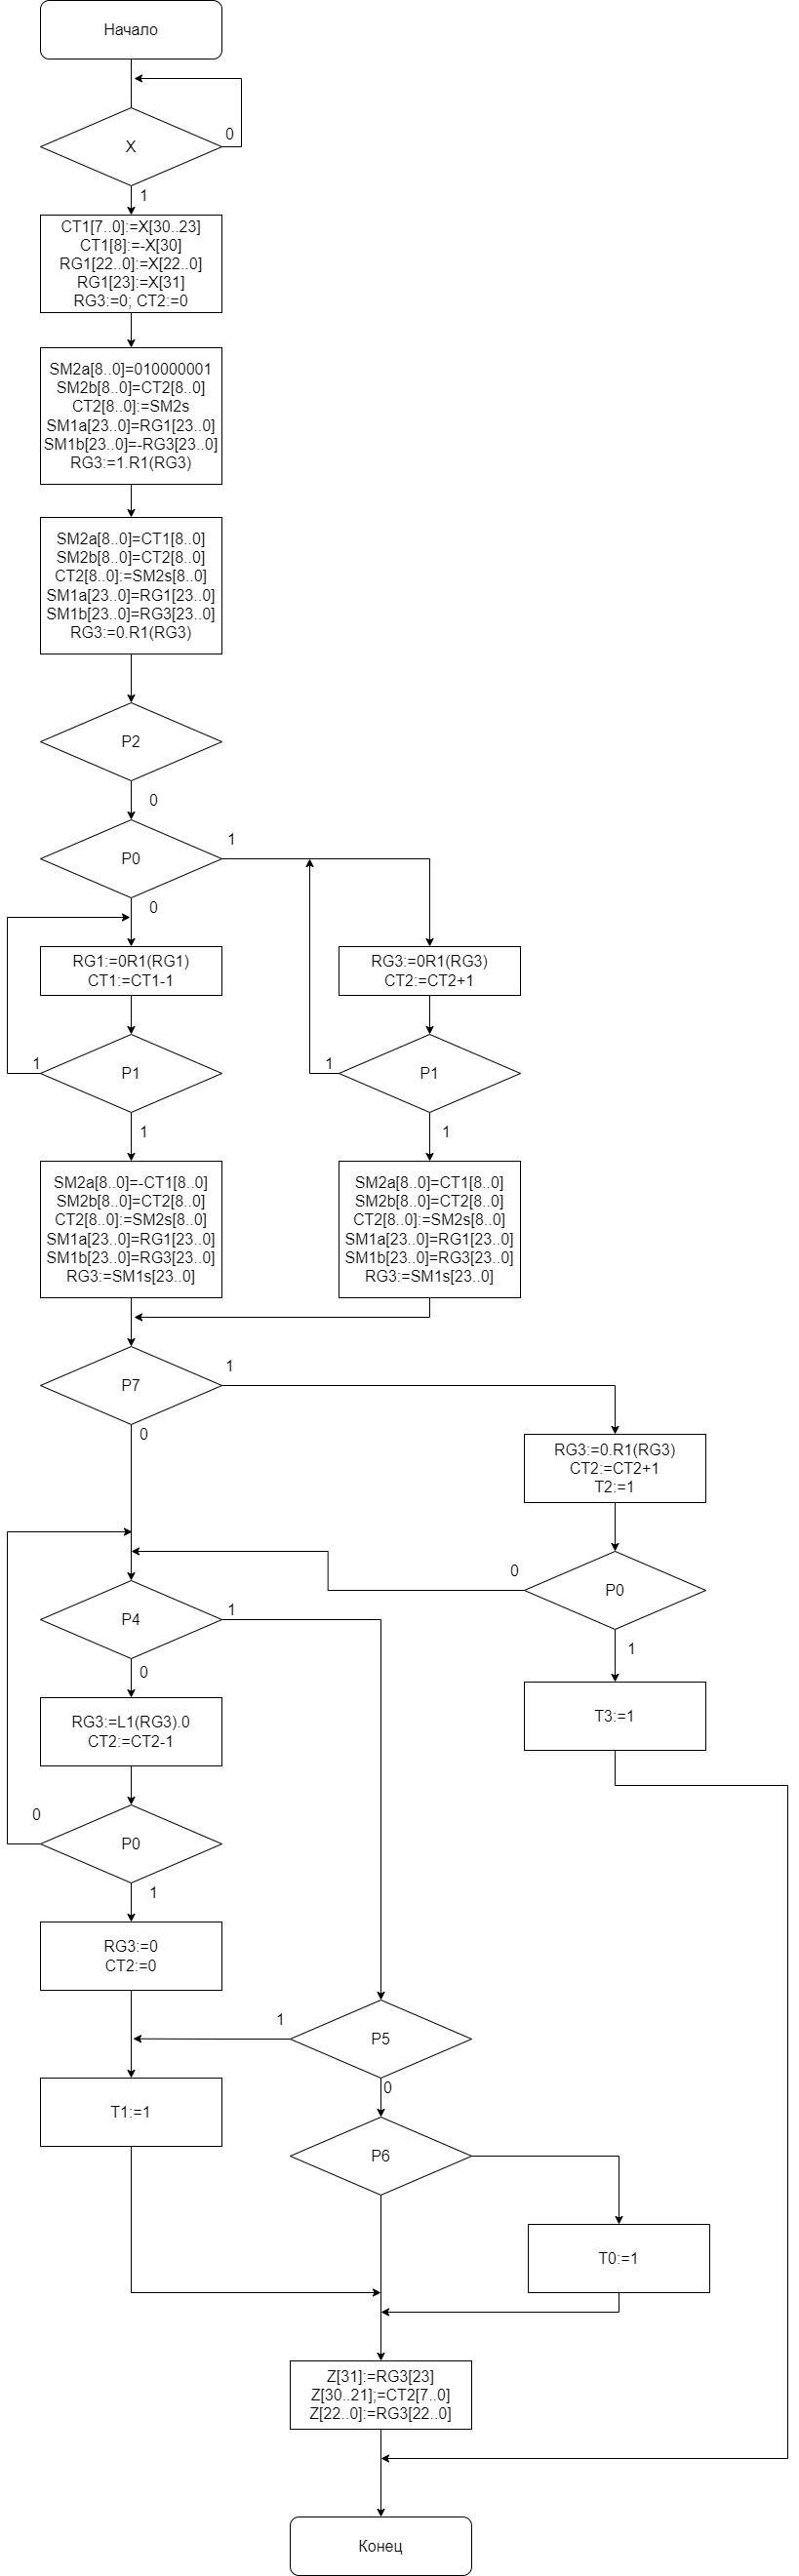 Начало
X
0
1
CT1[7..0]:=X[30..23]
CT1[8]:=-X[30]
RG1[22..0]:=X[22..0]
RG1[23]:=X[31]
RG3:=0; CT2:=0
SM2a[8..0]=010000001
SM2b[8..0]=CT2[8..0]
CT2[8..0]:=SM2s
SM1a[23..0]=RG1[23..0]
SM1b[23..0]=-RG3[23..0]
RG3:=1.R1(RG3)
SM2a[8..0]=CT1[8..0]
SM2b[8..0]=CT2[8..0]
CT2[8..0]:=SM2s[8..0]
SM1a[23..0]=RG1[23..0]
SM1b[23..0]=RG3[23..0]
RG3:=0.R1(RG3)
P2
0
P0
1
0
RG1:=0R1(RG1)
CT1:=CT1-1
RG3:=0R1(RG3)
CT2:=CT2+1
1
P1
1
P1
1
1
SM2a[8..0]=-CT1[8..0]
SM2b[8..0]=CT2[8..0]
CT2[8..0]:=SM2s[8..0]
SM1a[23..0]=RG1[23..0]
SM1b[23..0]=RG3[23..0]
RG3:=SM1s[23..0]
SM2a[8..0]=CT1[8..0]
SM2b[8..0]=CT2[8..0]
CT2[8..0]:=SM2s[8..0]
SM1a[23..0]=RG1[23..0]
SM1b[23..0]=RG3[23..0]
RG3:=SM1s[23..0]
P7
1
0
RG3:=0.R1(RG3)
CT2:=CT2+1
T2:=1
0
P0
1
P4
1
0
T3:=1
RG3:=L1(RG3).0
CT2:=CT2-1
0
P0
1
RG3:=0
CT2:=0
1
P5
0
T1:=1
P6
T0:=1
Z[31]:=RG3[23]
Z[30..21];=CT2[7..0]
Z[22..0]:=RG3[22..0]
Конец